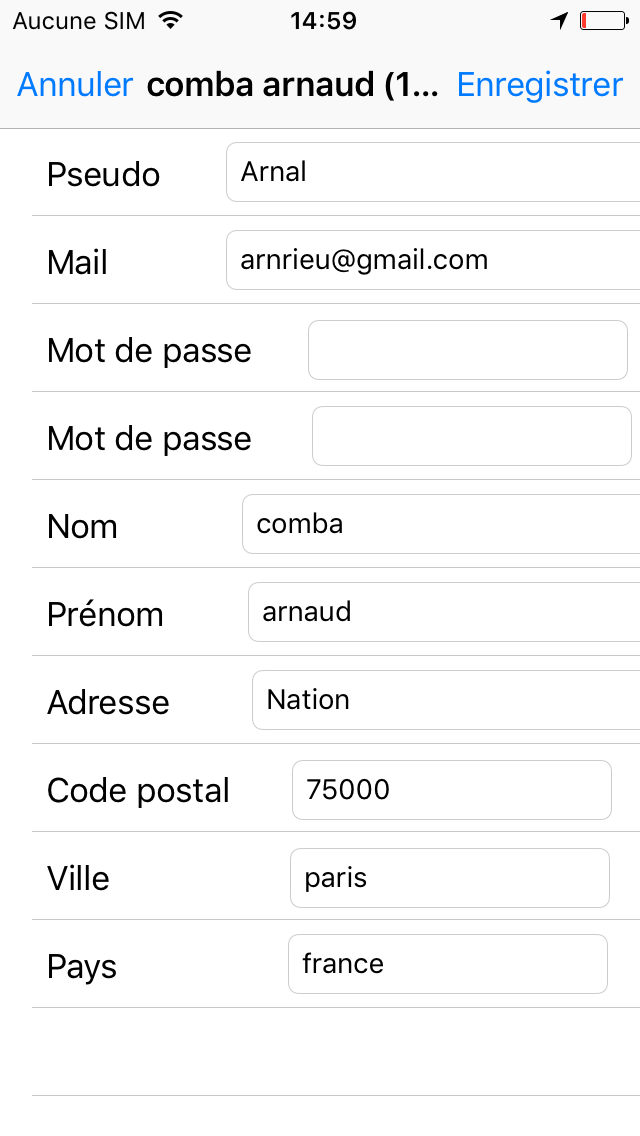 Aucune SIM 14:59
Annuler comba arnaud (1... Enregistrer
Pseudo Arnal
Mail arnrieu@gmail.com
Mot de passe
Mot de passe
Nom comba
Prénom arnaud
Adresse Nation
Code postal 75000
Ville paris
Pays france